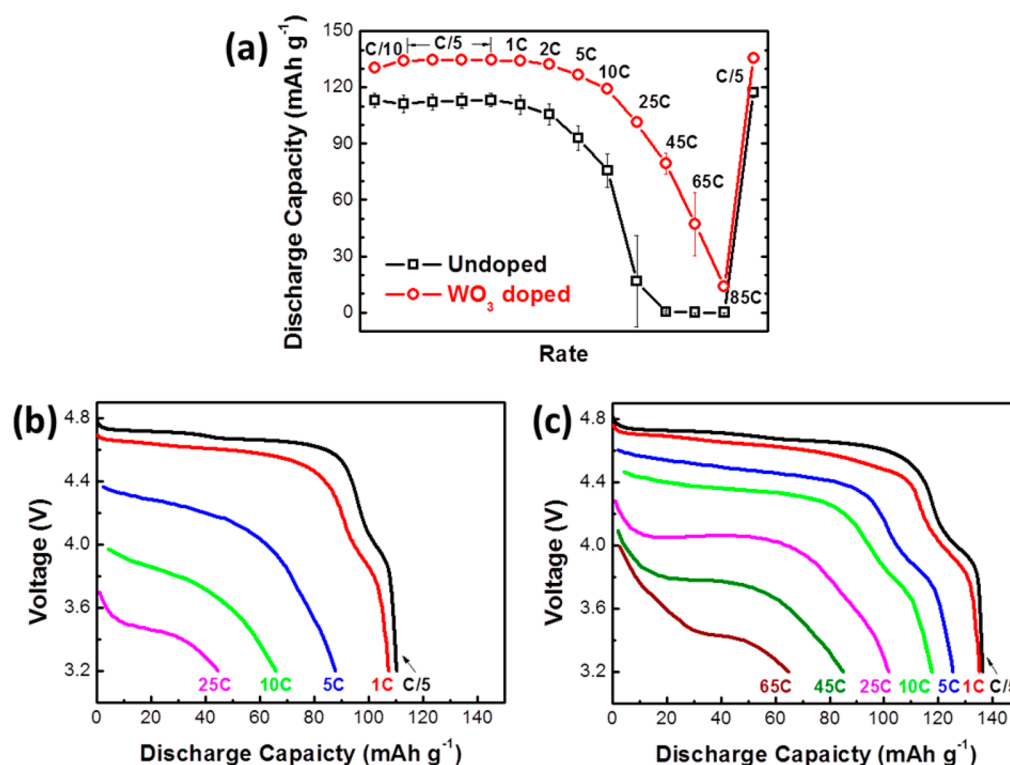 (a)
Discharge Capacity (mAh g⁻¹)
150
120
90
60
30
0
C/10
C/5
1C
2C
5C
10C
25C
45C
65C
85C
C/5
Undoped
WO₃ doped
Rate
(b)
Voltage (V)
4.8
4.4
4.0
3.6
3.2
25C
10C
5C
1C
C/5
0 20 40 60 80 100 120 140
Discharge Capaicty (mAh g⁻¹)
(c)
Voltage (V)
4.8
4.4
4.0
3.6
3.2
65C
45C
25C
10C
5C
1C
C/5
0 20 40 60 80 100 120 140
Discharge Capaicty (mAh g⁻¹)